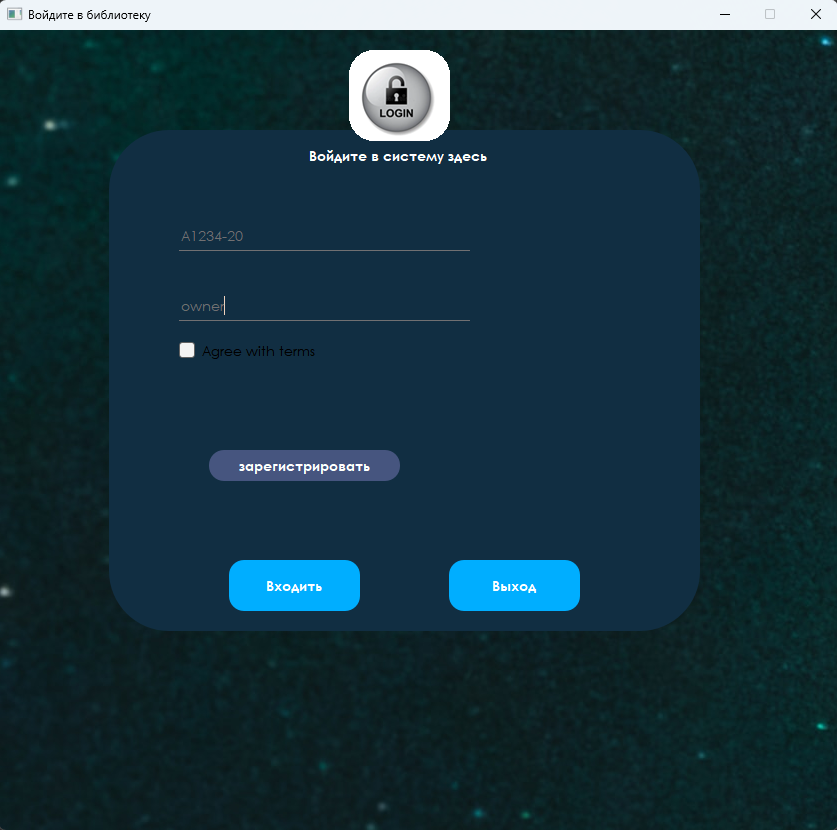 Войдите в библиотеку
LOGIN
Войдите в систему здесь
A1234-20
owner
Agree with terms
зарегистрировать
Входить
Выход